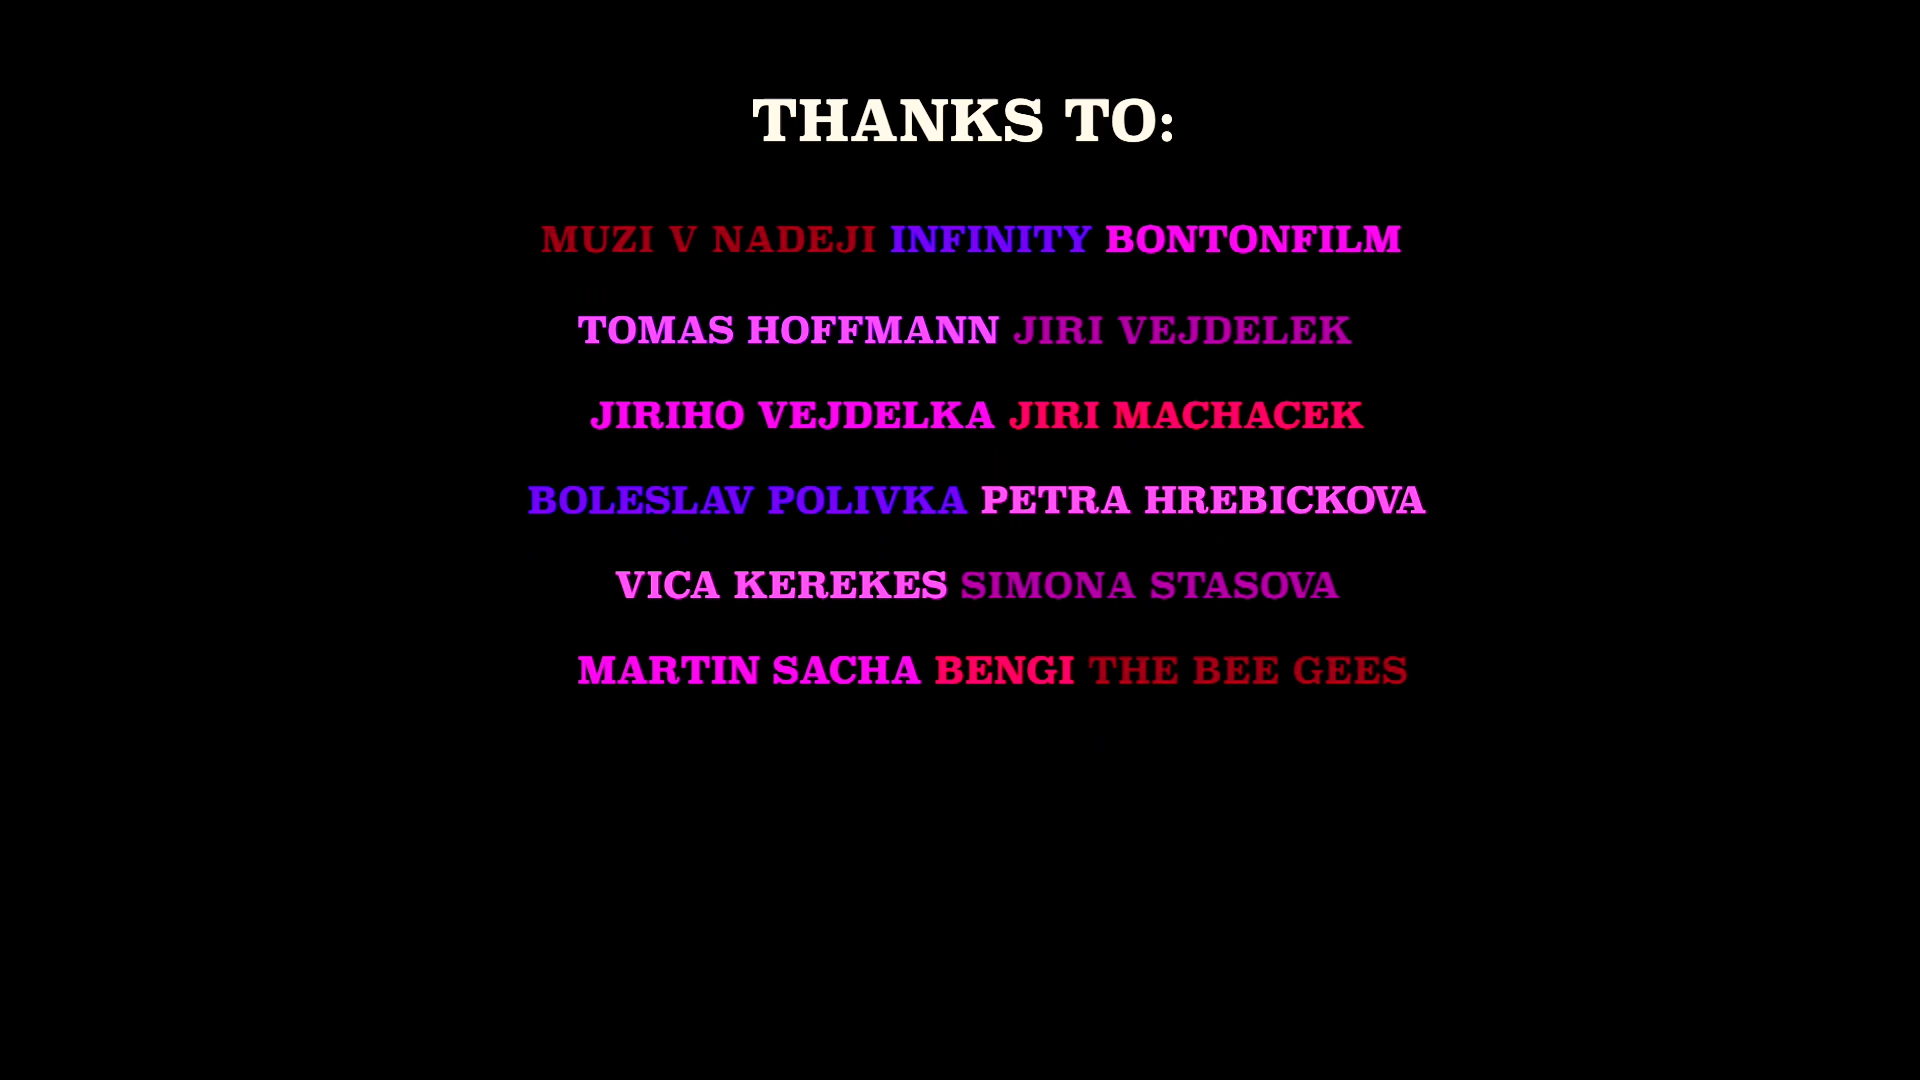 THANKS TO:
MUZI V NADEJI INFINITY BONTONFILM
TOMAS HOFFMANN JIRI VEJDELEK
JIRIHO VEJDELKA JIRI MACHACEK
BOLESLAV POLIVKA PETRA HREBICKOVA
VICA KEREKES SIMONA STASOVA
MARTIN SACHA BENGI THE BEE GEES